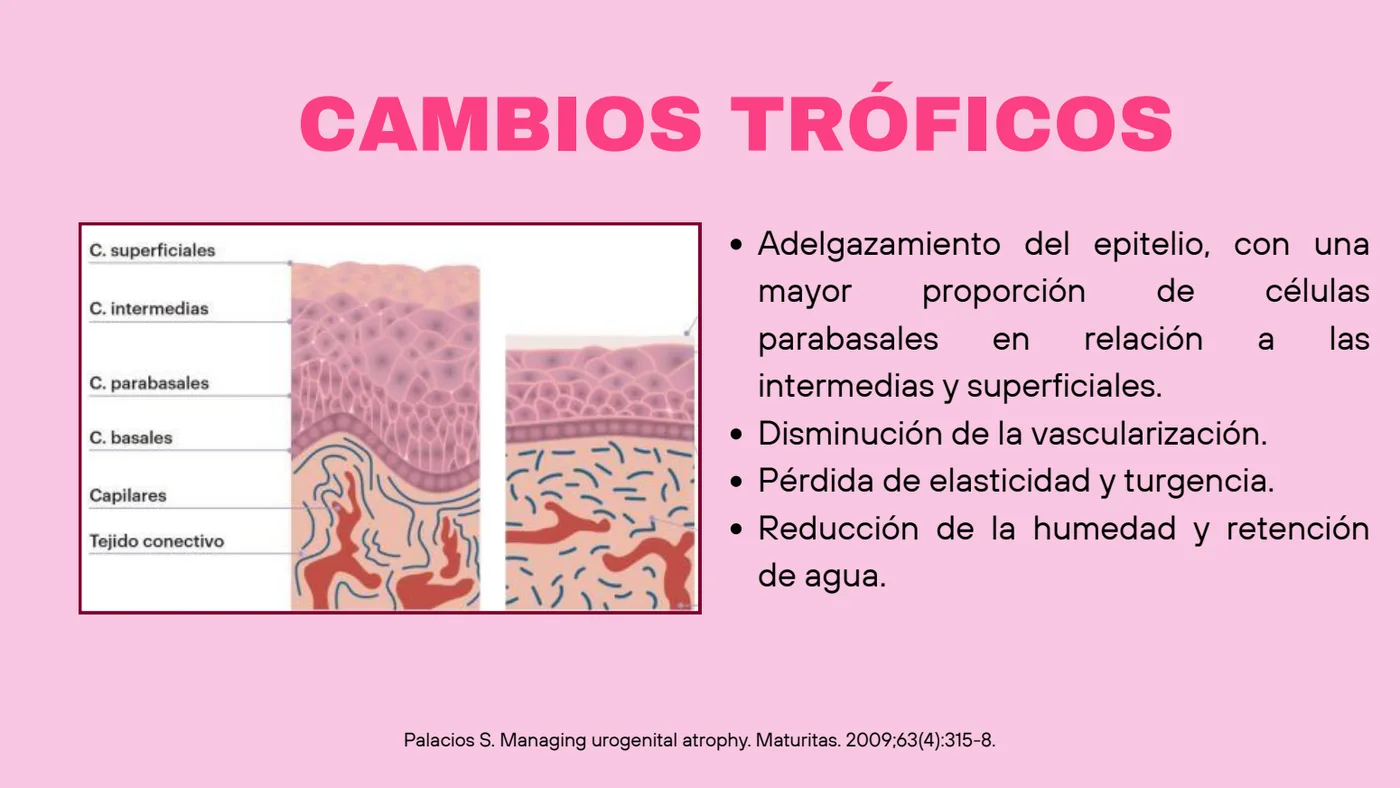 CAMBIOS TRÓFICOS
C. superficiales
C. intermedias
C. parabasales
C. basales
Capilares
Tejido conectivo
• Adelgazamiento del epitelio, con una
mayor proporción de células
parabasales en relación a las
intermedias y superficiales.
• Disminución de la vascularización.
• Pérdida de elasticidad y turgencia.
• Reducción de la humedad y retención
de agua.
Palacios S. Managing urogenital atrophy. Maturitas. 2009;63(4):315-8.